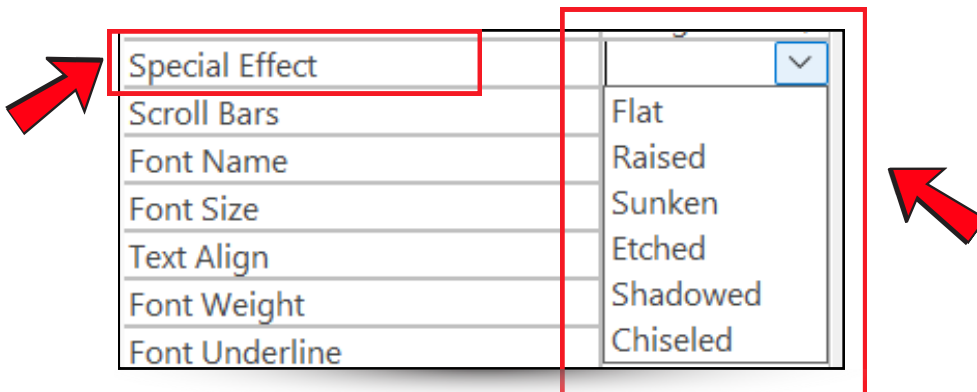 Special Effect
Scroll Bars
Font Name
Font Size
Text Align
Font Weight
Font Underline
Flat
Raised
Sunken
Etched
Shadowed
Chiseled